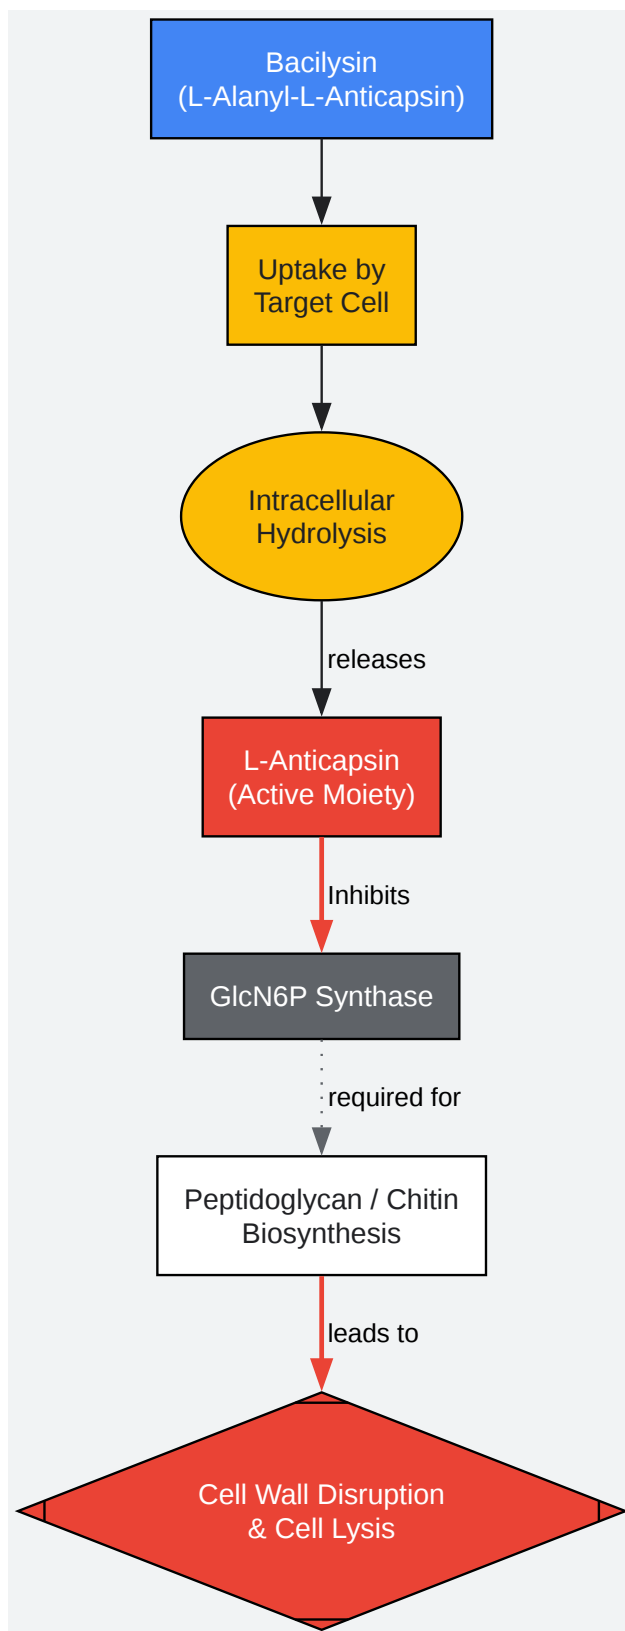 Bacilysin
(L-Alanyl-L-Anticapsin)
Uptake by
Target Cell
Intracellular
Hydrolysis
releases
L-Anticapsin
(Active Moiety)
Inhibits
GlcN6P Synthase
required for
Peptidoglycan / Chitin
Biosynthesis
leads to
Cell Wall Disruption
& Cell Lysis